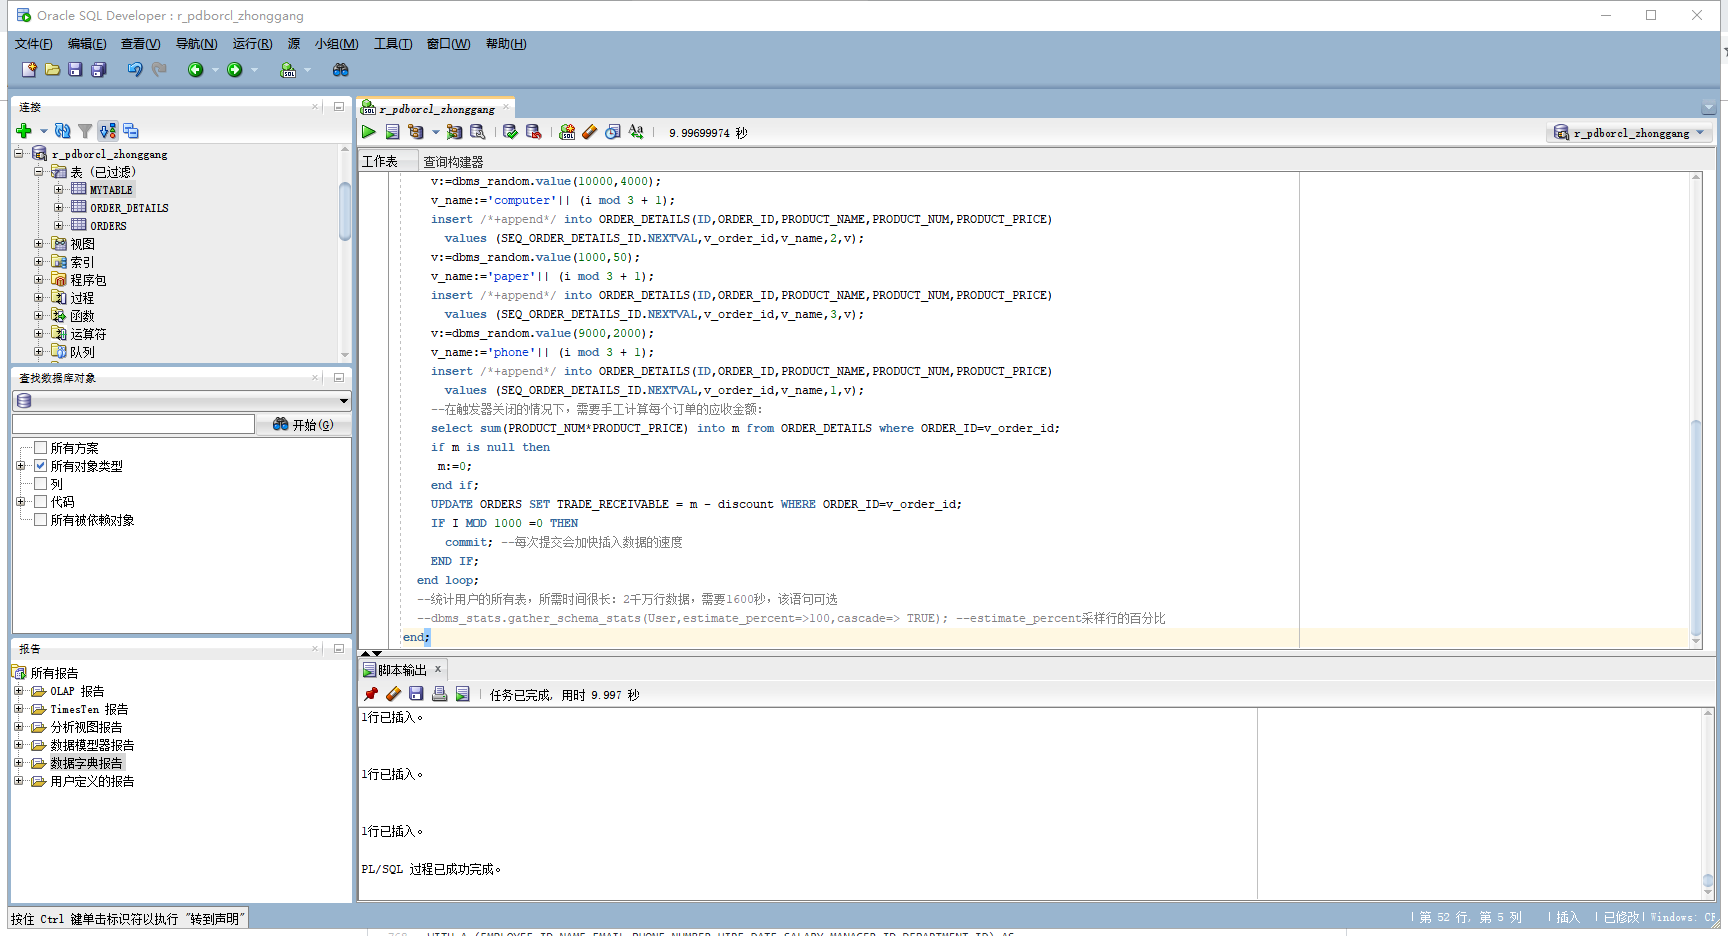 Oracle SQL Developer : r_pdborcl_zhonggang
文件(F) 编辑(E) 查看(V) 导航(N) 运行(R) 源 小组(M) 工具(T) 窗口(W) 帮助(H)
连接
r_pdborcl_zhonggang
表 (已过滤)
MYTABLE
ORDER_DETAILS
ORDERS
视图
索引
程序包
过程
函数
运算符
队列
查找数据库对象
开始(G)
所有方案
所有对象类型
列
代码
所有被依赖对象
报告
所有报告
OLAP 报告
TimesTen 报告
分析视图报告
数据模型器报告
数据字典报告
用户定义的报告
r_pdborcl_zhonggang
9.99699974 秒
r_pdborcl_zhonggang
工作表 查询构建器
v:=dbms_random.value(10000,4000);
v_name:='computer'|| (i mod 3 + 1);
insert /*+append*/ into ORDER_DETAILS(ID,ORDER_ID,PRODUCT_NAME,PRODUCT_NUM,PRODUCT_PRICE)
values (SEQ_ORDER_DETAILS_ID.NEXTVAL,v_order_id,v_name,2,v);
v:=dbms_random.value(1000,50);
v_name:='paper'|| (i mod 3 + 1);
insert /*+append*/ into ORDER_DETAILS(ID,ORDER_ID,PRODUCT_NAME,PRODUCT_NUM,PRODUCT_PRICE)
values (SEQ_ORDER_DETAILS_ID.NEXTVAL,v_order_id,v_name,3,v);
v:=dbms_random.value(9000,2000);
v_name:='phone'|| (i mod 3 + 1);
insert /*+append*/ into ORDER_DETAILS(ID,ORDER_ID,PRODUCT_NAME,PRODUCT_NUM,PRODUCT_PRICE)
values (SEQ_ORDER_DETAILS_ID.NEXTVAL,v_order_id,v_name,1,v);
--在触发器关闭的情况下，需要手工计算每个订单的应收金额：
select sum(PRODUCT_NUM*PRODUCT_PRICE) into m from ORDER_DETAILS where ORDER_ID=v_order_id;
if m is null then
m:=0;
end if;
UPDATE ORDERS SET TRADE_RECEIVABLE = m - discount WHERE ORDER_ID=v_order_id;
IF I MOD 1000 =0 THEN
commit; --每次提交会加快插入数据的速度
END IF;
end loop;
--统计用户的所有表，所需时间很长：2千万行数据，需要1600秒，该语句可选
--dbms_stats.gather_schema_stats(User,estimate_percent=>100,cascade=> TRUE); --estimate_percent采样行的百分比
end;
脚本输出
任务已完成, 用时 9.997 秒
1行已插入。
1行已插入。
1行已插入。
PL/SQL 过程已成功完成。
按住 Ctrl 键单击标识符以执行 "转到声明"
第 52 行, 第 5 列 插入 已修改 Windows: CR